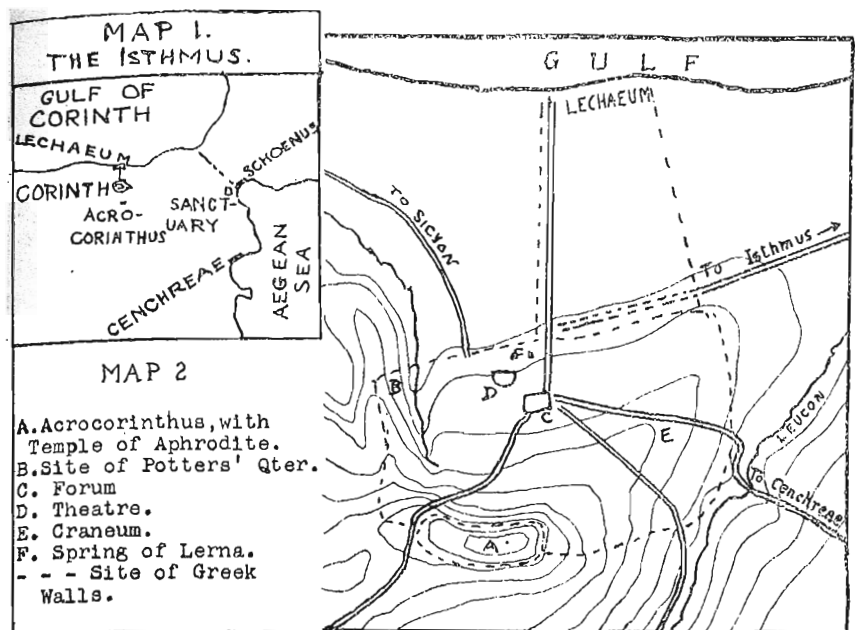 MAP 1.
THE ISTHMUS.
GULF OF
CORINTH
LECHAEUM
SCHOENUS
CORINTH
ACRO-
CORINTHUS
SANCT-
UARY
CENCHREAE
AEGEAN
SEA
MAP 2
A.Acrocorinthus,with
Temple of Aphrodite.
B.Site of Potters' Qter.
C. Forum
D. Theatre.
E. Craneum.
F. Spring of Lerna.
- - - Site of Greek
Walls.
GULF
LECHAEUM
TO SICYON
To Isthmus
F.
B
D
C
E
LEUCON
To Cenchreae
A